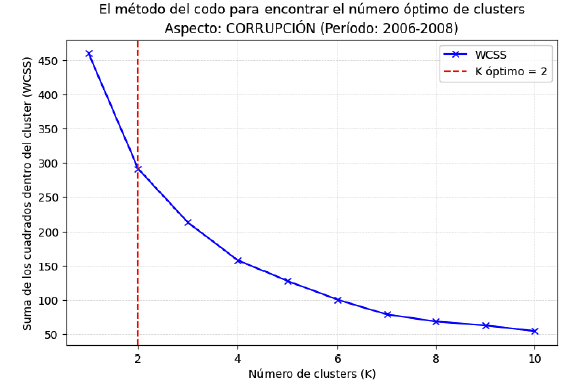 El método del codo para encontrar el número óptimo de clusters
Aspecto: CORRUPCIÓN (Período: 2006-2008)
WCSS
K óptimo = 2
Suma de los cuadrados dentro del cluster (WCSS)
450
400
350
300
250
200
150
100
50
2
4
6
8
10
Número de clusters (K)